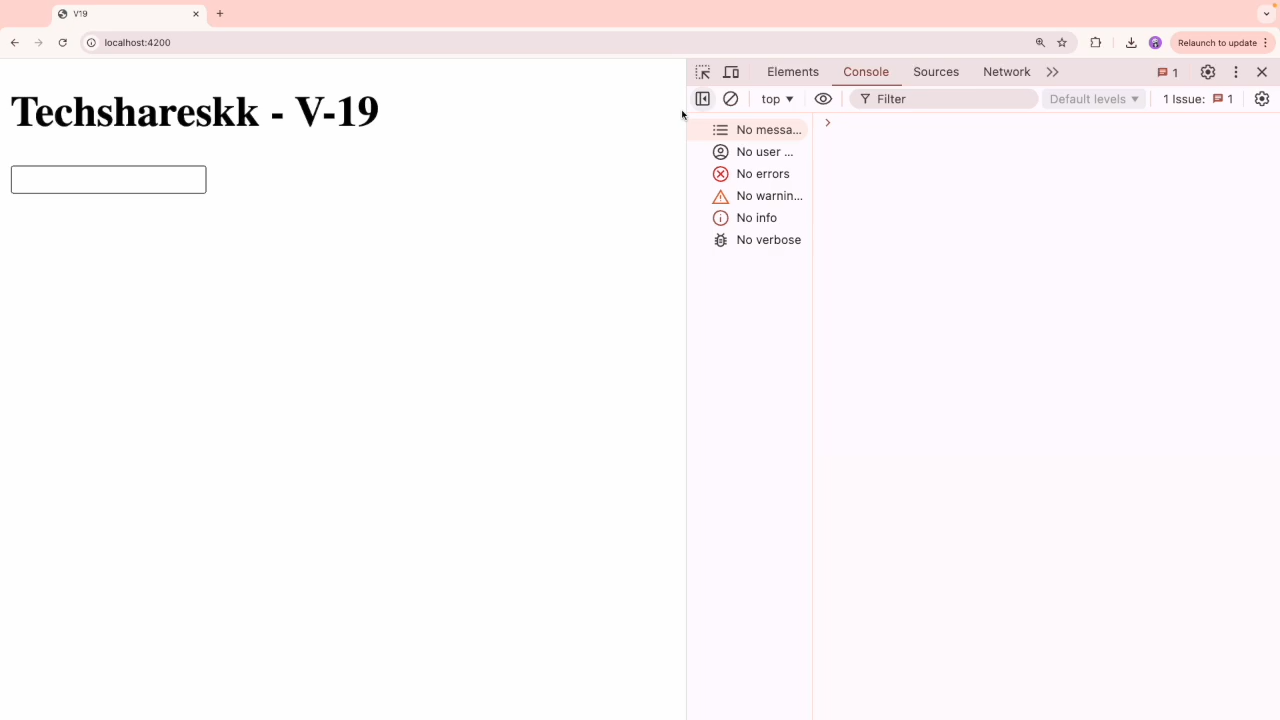 V19
localhost:4200
Relaunch to update
Techshareskk - V-19
Elements
Console
Sources
Network
1
top
Filter
Default levels
1 Issue:
1
No messa...
No user ...
No errors
No warnin...
No info
No verbose